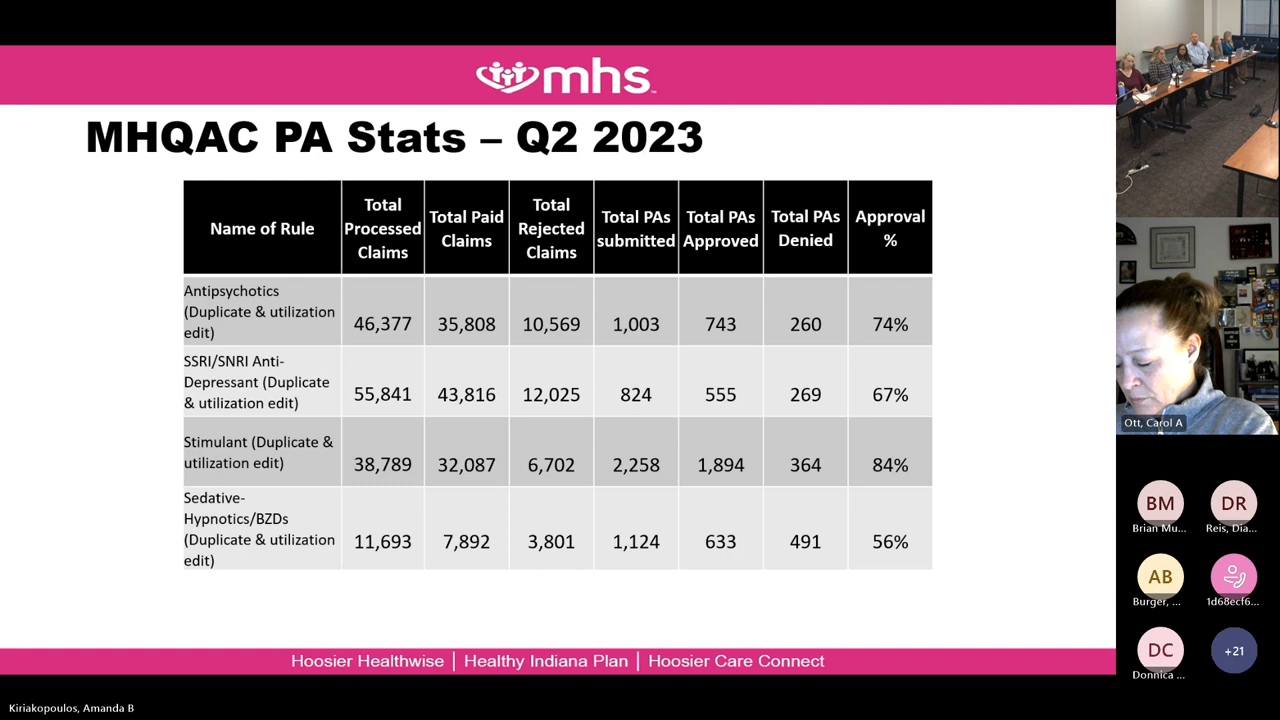 mhs
MHQAC PA Stats – Q2 2023
Name of Rule
Total
Processed
Claims
Total Paid
Claims
Total
Rejected
Claims
Total PAs
submitted
Total PAs
Approved
Total PAs
Denied
Approval
%
Antipsychotics
(Duplicate & utilization
edit)
46,377 35,808 10,569 1,003 743 260 74%
SSRI/SNRI Anti-
Depressant (Duplicate
& utilization edit)
55,841 43,816 12,025 824 555 269 67%
Stimulant (Duplicate &
utilization edit)
38,789 32,087 6,702 2,258 1,894 364 84%
Sedative-
Hypnotics/BZDs
(Duplicate & utilization
edit)
11,693 7,892 3,801 1,124 633 491 56%
Hoosier Healthwise | Healthy Indiana Plan | Hoosier Care Connect
Kiriakopoulos, Amanda B
Ott, Carol A
BM
Brian Mu...
DR
Reis, Dia...
AB
Burger, ...
1d68ecf6...
DC
Donnica ...
+21